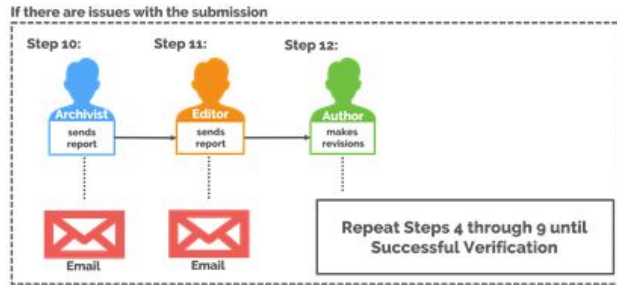 If there are issues with the submission
Step 10:
Step 11:
Step 12:
Archivist
sends
report
Editor
sends
report
Author
makes
revisions
Email
Email
Repeat Steps 4 through 9 until
Successful Verification